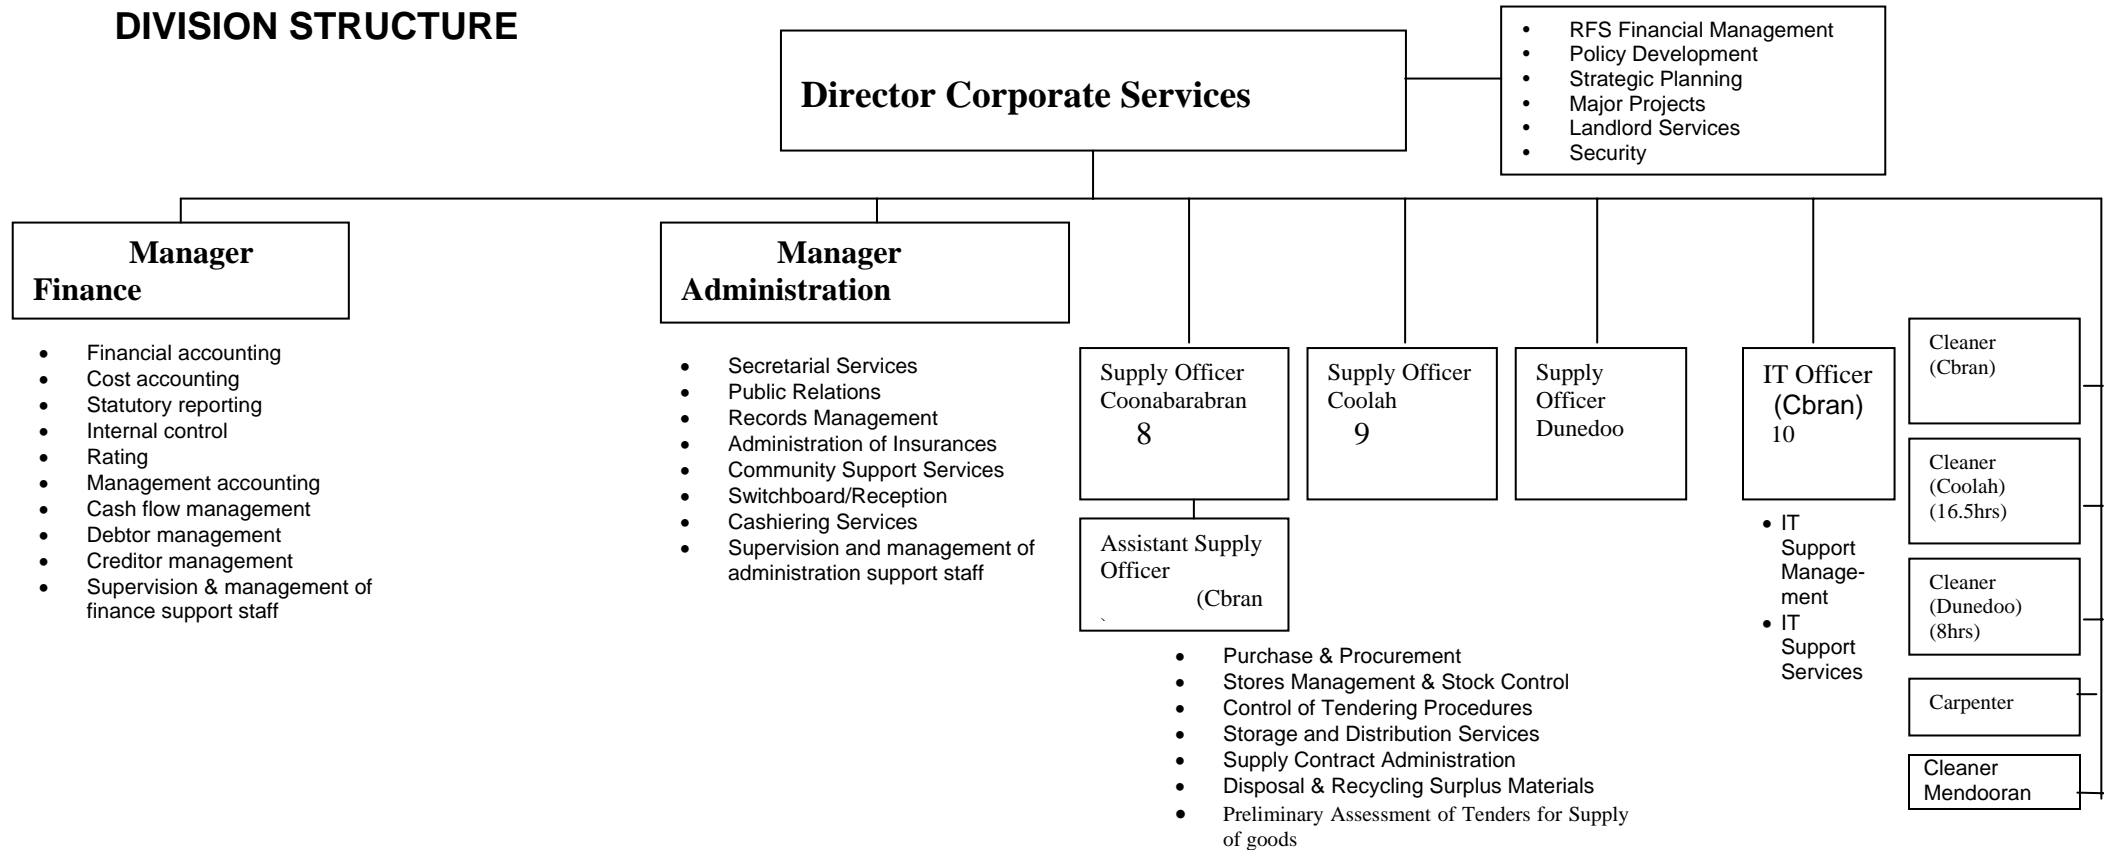 DIVISION STRUCTURE
Director Corporate Services
• RFS Financial Management
• Policy Development
• Strategic Planning
• Major Projects
• Landlord Services
• Security
Manager
Finance
• Financial accounting
• Cost accounting
• Statutory reporting
• Internal control
• Rating
• Management accounting
• Cash flow management
• Debtor management
• Creditor management
• Supervision & management of
finance support staff
Manager
Administration
• Secretarial Services
• Public Relations
• Records Management
• Administration of Insurances
• Community Support Services
• Switchboard/Reception
• Cashiering Services
• Supervision and management of
administration support staff
Supply Officer
Coonabarabran
8
Assistant Supply
Officer
(Cbran
`
Supply Officer
Coolah
9
Supply
Officer
Dunedoo
• Purchase & Procurement
• Stores Management & Stock Control
• Control of Tendering Procedures
• Storage and Distribution Services
• Supply Contract Administration
• Disposal & Recycling Surplus Materials
• Preliminary Assessment of Tenders for Supply
of goods
IT Officer
(Cbran)
10
• IT
Support
Manage-
ment
• IT
Support
Services
Cleaner
(Cbran)
Cleaner
(Coolah)
(16.5hrs)
Cleaner
(Dunedoo)
(8hrs)
Carpenter
Cleaner
Mendooran